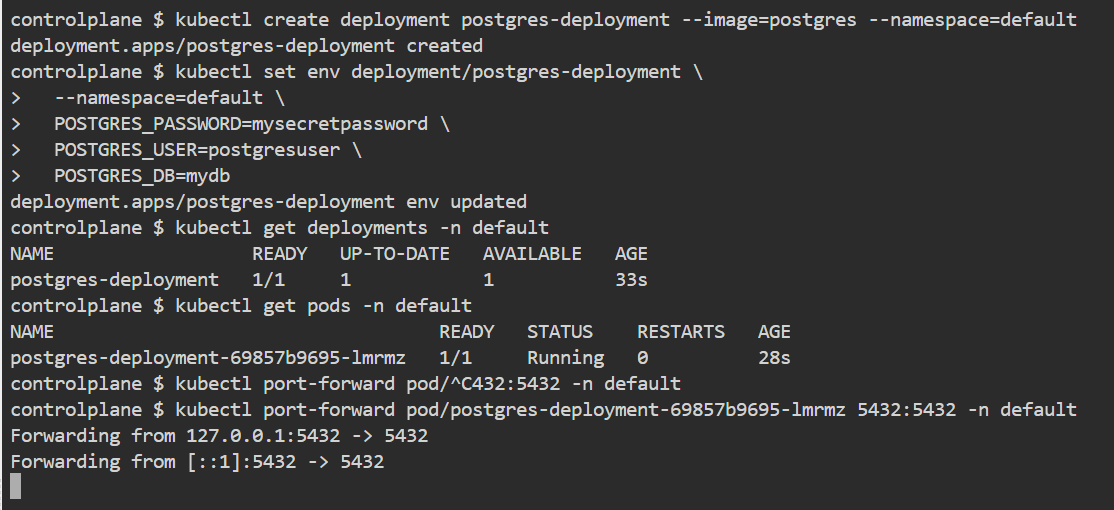 controlplane $ kubectl create deployment postgres-deployment --image=postgres --namespace=default
deployment.apps/postgres-deployment created
controlplane $ kubectl set env deployment/postgres-deployment \
>   --namespace=default \
>   POSTGRES_PASSWORD=mysecretpassword \
>   POSTGRES_USER=postgresuser \
>   POSTGRES_DB=mydb
deployment.apps/postgres-deployment env updated
controlplane $ kubectl get deployments -n default
NAME                  READY   UP-TO-DATE   AVAILABLE   AGE
postgres-deployment   1/1     1            1           33s
controlplane $ kubectl get pods -n default
NAME                                   READY   STATUS    RESTARTS   AGE
postgres-deployment-69857b9695-lmrmz   1/1     Running   0          28s
controlplane $ kubectl port-forward pod/^C432:5432 -n default
controlplane $ kubectl port-forward pod/postgres-deployment-69857b9695-lmrmz 5432:5432 -n default
Forwarding from 127.0.0.1:5432 -> 5432
Forwarding from [::1]:5432 -> 5432